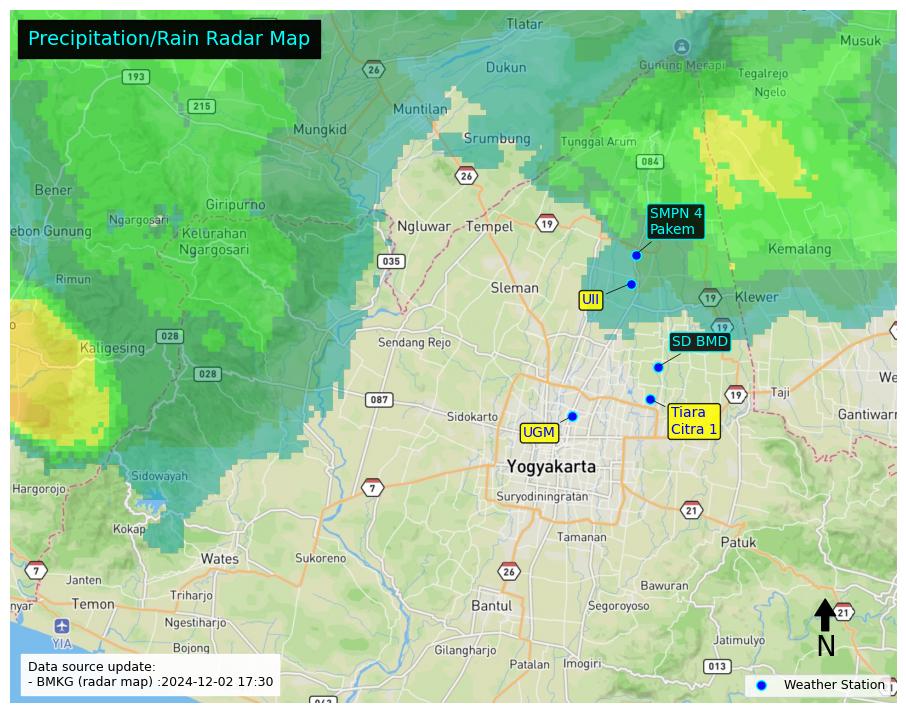 Precipitation/Rain Radar Map
Tlatar
Musuk
26
Gunung Merapi
193
Dukun
Tegalrejo
Ngelo
215
Muntilan
Mungkid
Srumbung
Tunggal Arum
084
26
Bener
Giripurno
SMPN 4
Pakem
Ngargosari
ebon Gunung
Kelurahan
Ngargosari
Ngluwar
Tempel
19
Kemalang
035
Rimun
Sleman
UII
19
Klewer
19
028
Kaligesing
Sendang Rejo
SD BMD
028
We
087
19
Taji
Sidokarto
Tiara
Citra 1
Gantiwarn
UGM
Yogyakarta
Sidowayah
Hargorojo
7
Suryodiningratan
21
Kokap
Tamanan
Patuk
Wates
Sukoreno
7
26
Janten
Bawuran
Triharjo
nyar
Temon
Bantul
Segoroyoso
21
Ngestiharjo
YIA
N
Bojong
Jatimulyo
Gilangharjo
Data source update:
- BMKG (radar map) :2024-12-02 17:30
Patalan
Imogiri
013
Weather Station